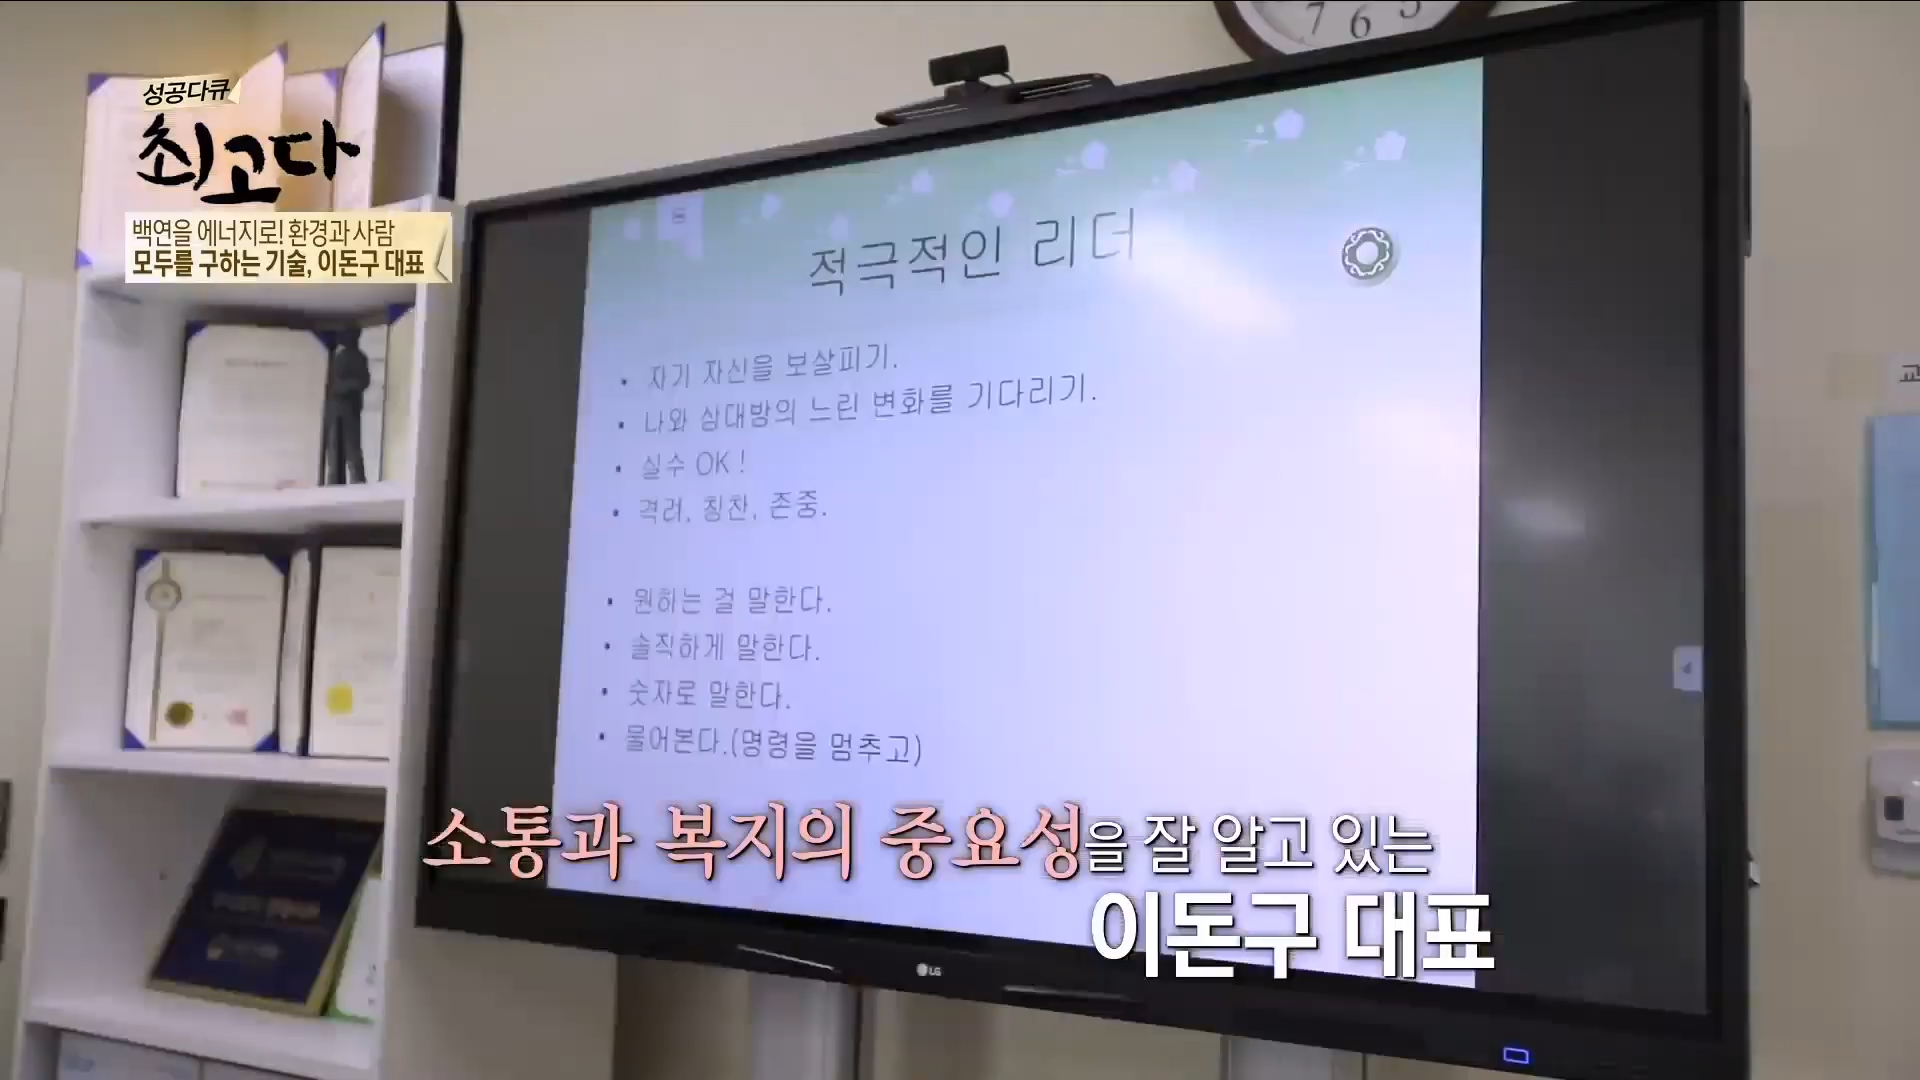 7 6 5
성공다큐
최고다
백연을 에너지로! 환경과 사람
모두를 구하는 기술, 이돈구 대표
적극적인 리더
• 자기 자신을 보살피기.
• 나와 상대방의 느린 변화를 기다리기.
• 실수 OK !
• 격려, 칭찬, 존중.
• 원하는 걸 말한다.
• 솔직하게 말한다.
• 숫자로 말한다.
• 물어본다.(명령을 멈추고)
소통과 복지의 중요성을 잘 알고 있는
이돈구 대표
LG
교